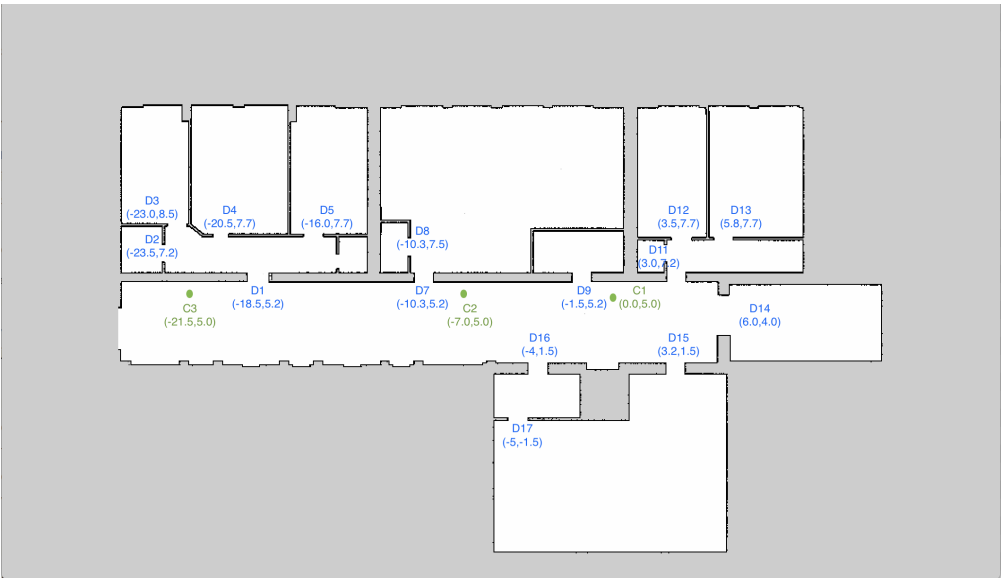 D3
(-23.0,8.5)
D4
(-20.5,7.7)
D5
(-16.0,7.7)
D2
(-23.5,7.2)
D8
(-10.3,7.5)
D12
(3.5,7.7)
D13
(5.8,7.7)
D11
(3.0,7.2)
D1
(-18.5,5.2)
C3
(-21.5,5.0)
D7
(-10.3,5.2)
C2
(-7.0,5.0)
D9
(-1.5,5.2)
C1
(0.0,5.0)
D14
(6.0,4.0)
D16
(-4,1.5)
D15
(3.2,1.5)
D17
(-5,-1.5)